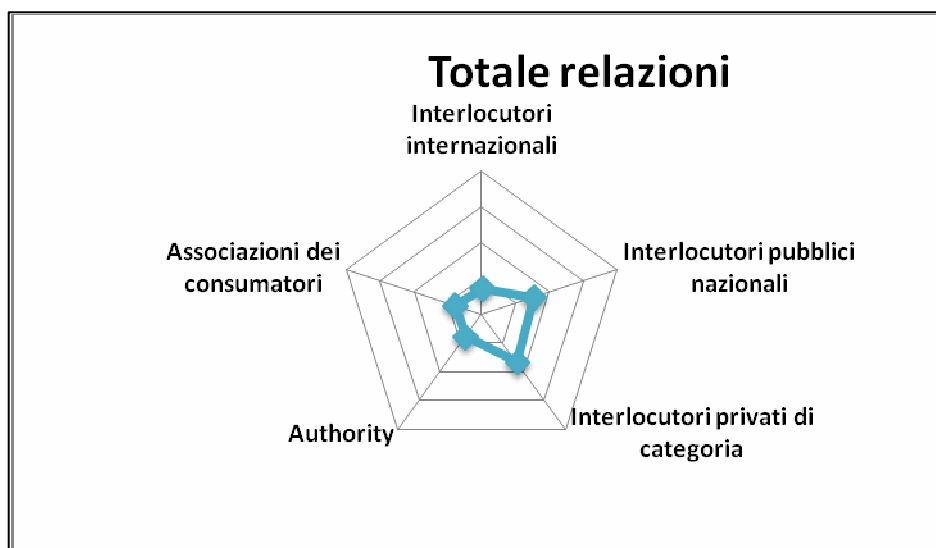 Totale relazioni
Interlocutori
internazionali
Interlocutori pubblici
nazionali
Interlocutori privati di
categoria
Authority
Associazioni dei
consumatori